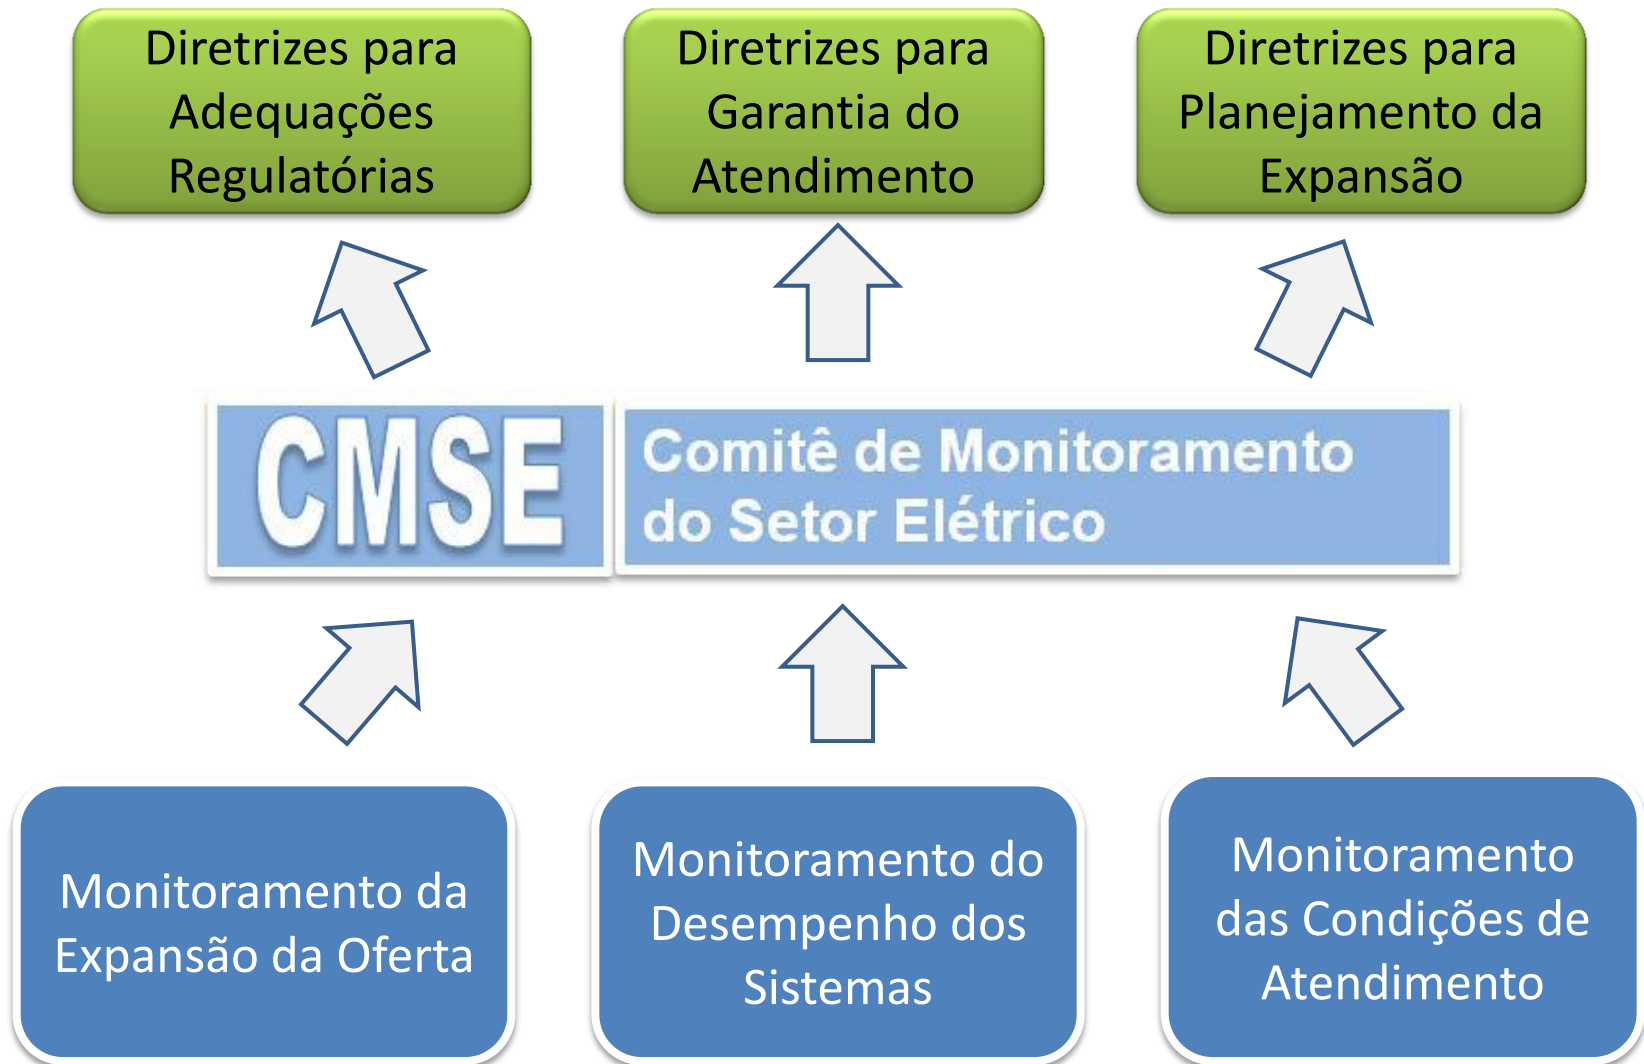 Diretrizes para
Adequações
Regulatórias
Diretrizes para
Garantia do
Atendimento
Diretrizes para
Planejamento da
Expansão
CMSE
Comitê de Monitoramento
do Setor Elétrico
Monitoramento da
Expansão da Oferta
Monitoramento do
Desempenho dos
Sistemas
Monitoramento
das Condições de
Atendimento